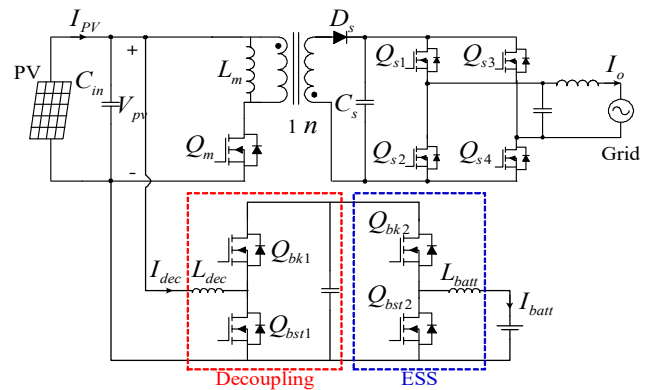 I_PV
D_s
PV
C_in
+
V_pv
-
L_m
Q_m
1 n
C_s
Q_s1
Q_s3
Q_s2
Q_s4
I_o
Grid
I_dec
L_dec
Q_bk1
Q_bst1
Q_bk2
Q_bst2
L_batt
I_batt
Decoupling
ESS